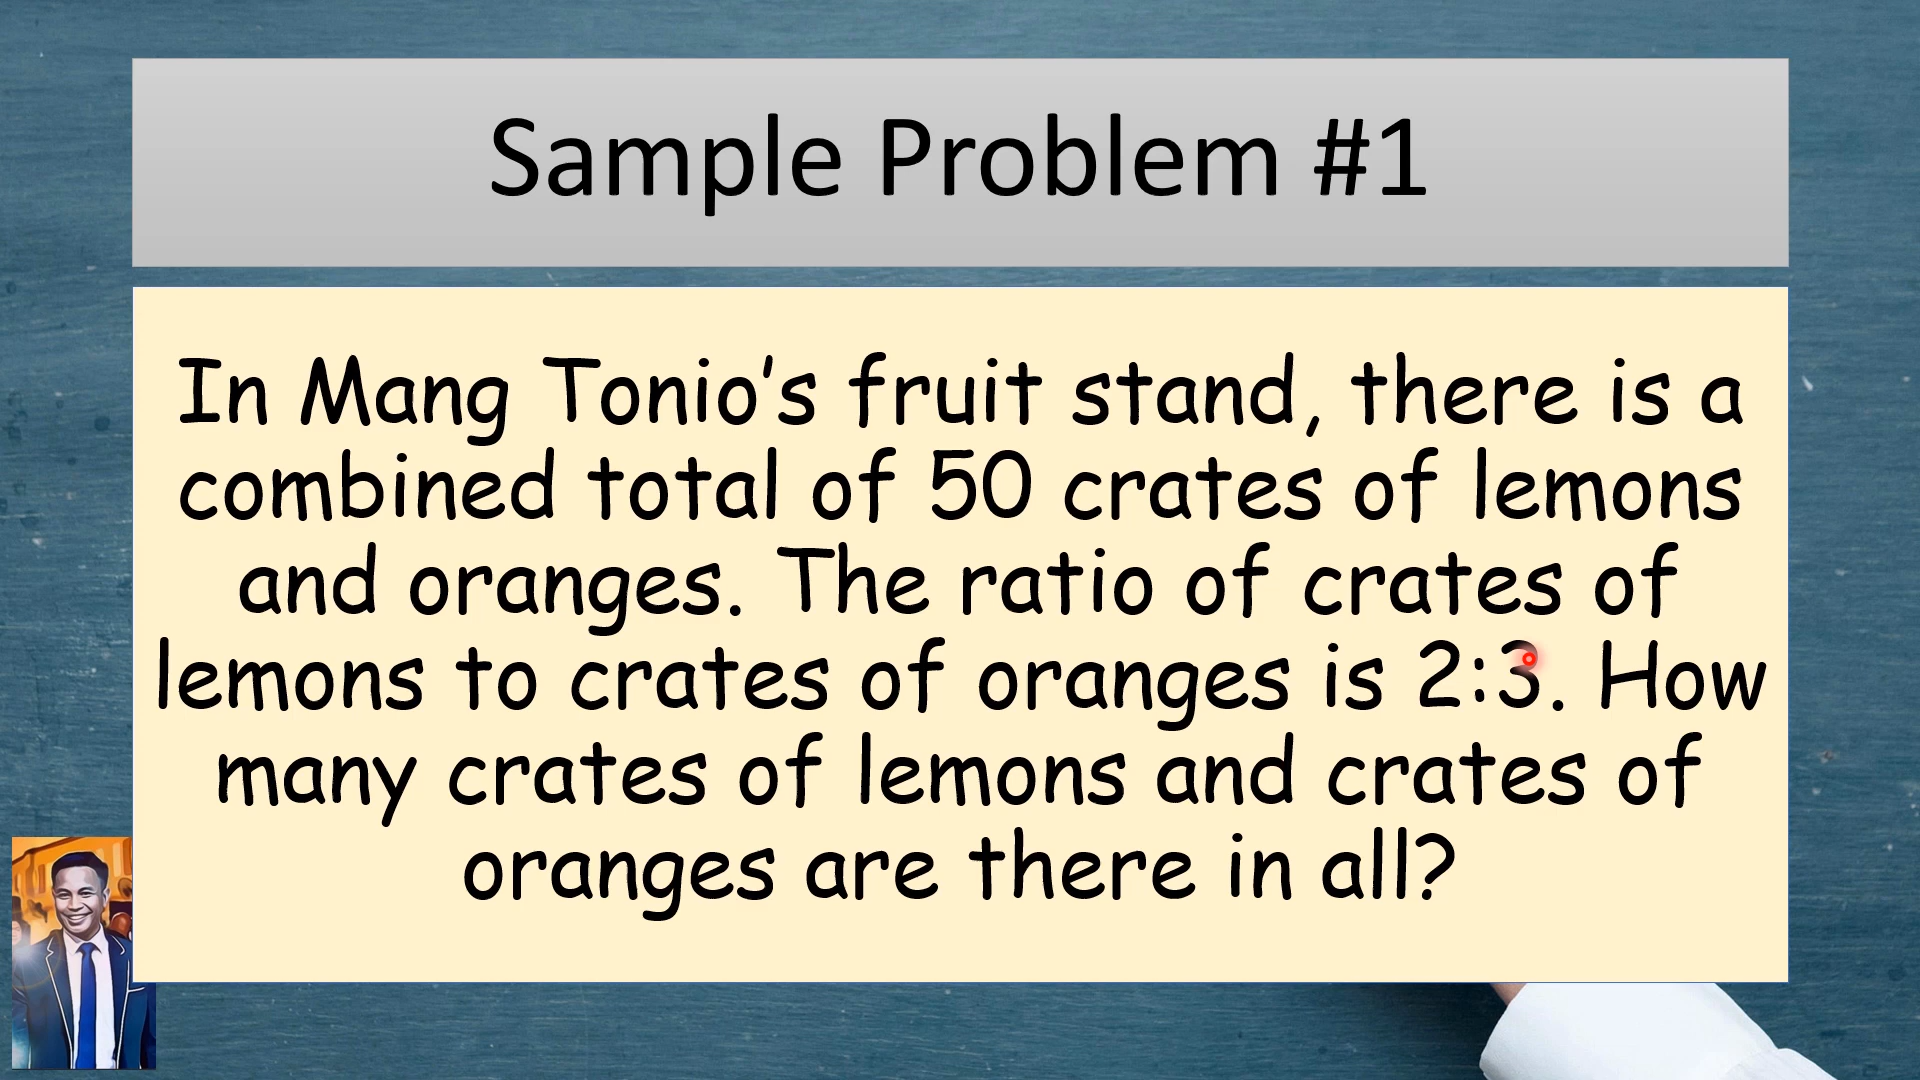 Sample Problem #1
In Mang Tonio’s fruit stand, there is a
combined total of 50 crates of lemons
and oranges. The ratio of crates of
lemons to crates of oranges is 2:3. How
many crates of lemons and crates of
oranges are there in all?